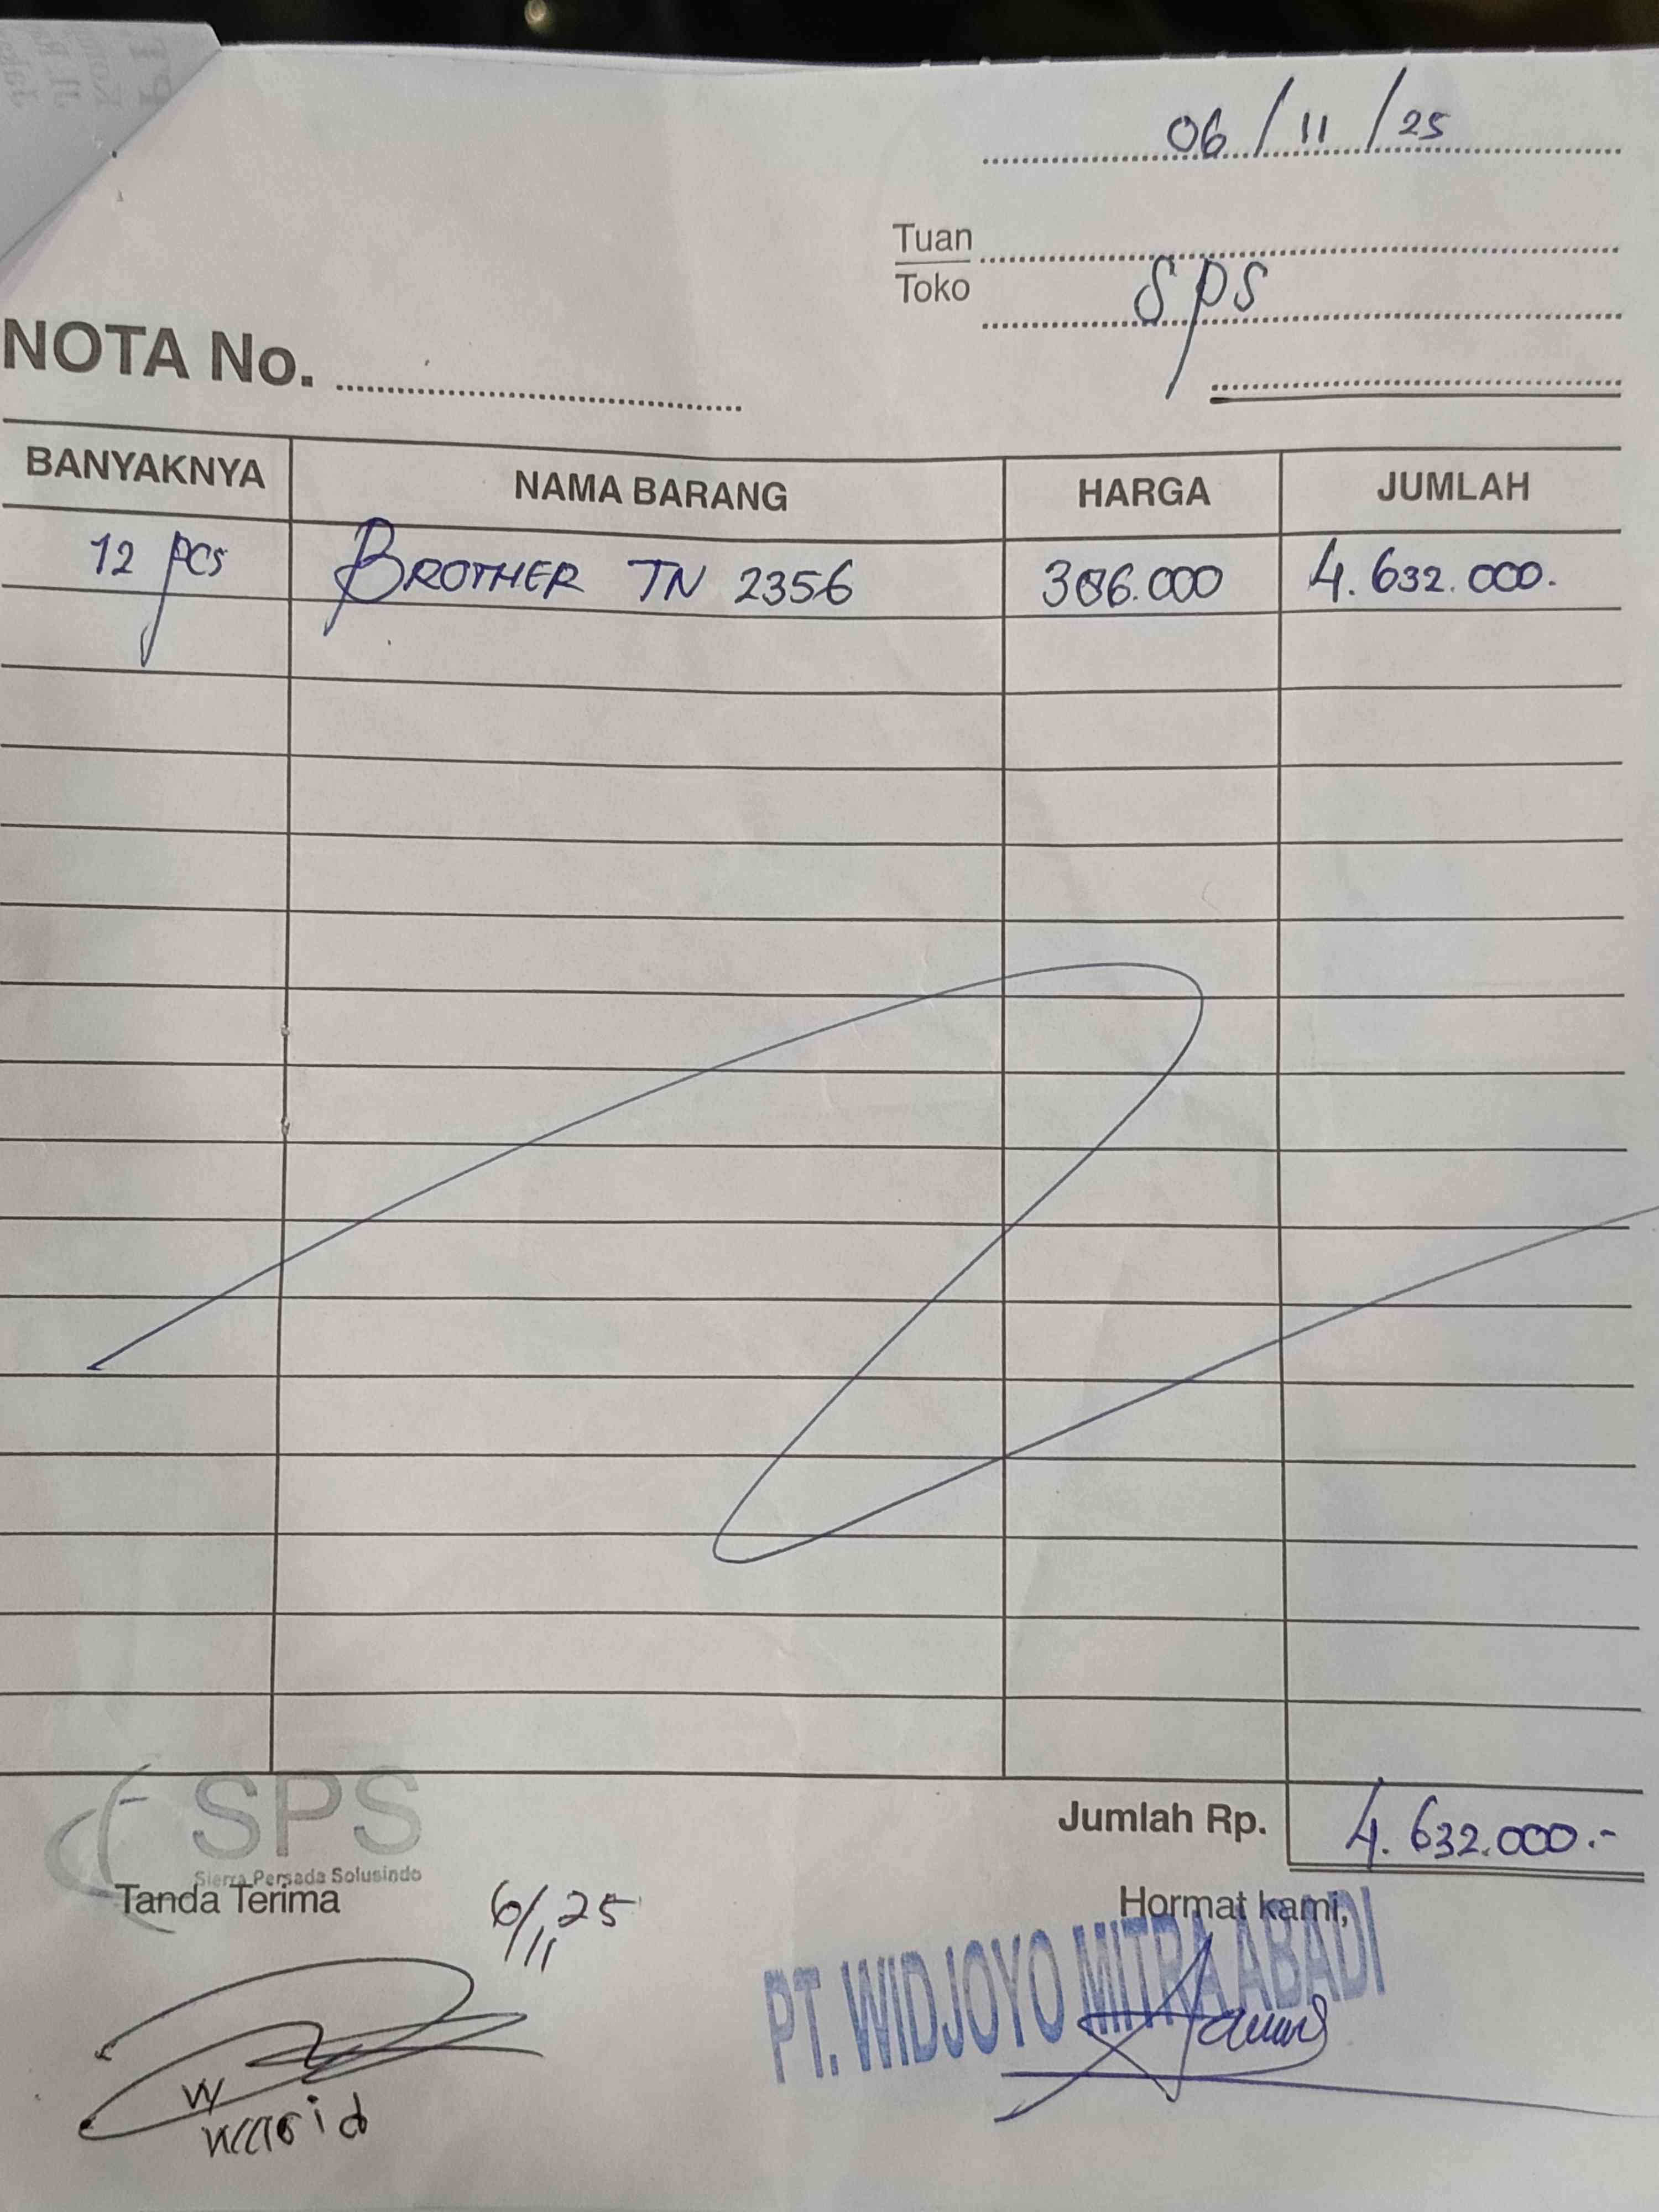 06/11/25
Tuan
Toko
SPS
NOTA No.
BANYAKNYA NAMA BARANG HARGA JUMLAH
12 pcs BROTHER TN 2356 386.000 4.632.000.
Jumlah Rp. 4.632.000.-
SPS
Sierra Persada Solusindo
Tanda Terima 6/11 25
Hormat kami,
PT. WIDJOYO MITRA ABADI